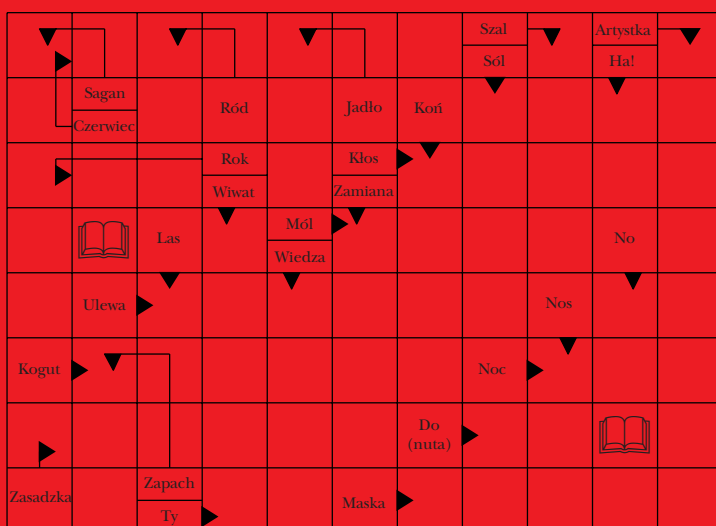 Szal
Artystka
Sól
Ha!
Sagan
Czerwiec
Ród
Jadło
Koń
Rok
Wiwat
Kłos
Zamiana
Las
Mól
Wiedza
No
Ulewa
Nos
Kogut
Noc
Do
(nuta)
Zasadzka
Zapach
Ty
Maska